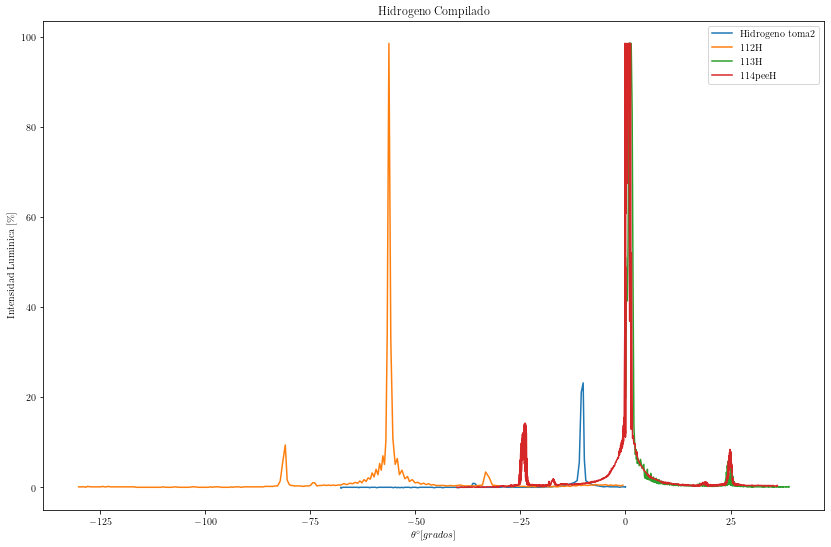 Hidrogeno Compilado
Hidrogeno toma2
112H
113H
114peeH
Intensidad Luminica [%]
100
80
60
40
20
0
−125
−100
−75
−50
−25
0
25
θ°[grados]